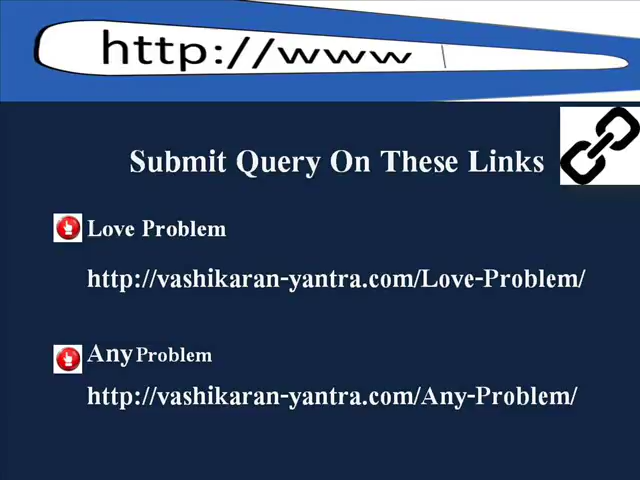 http://www
Submit Query On These Links
Love Problem
http://vashikaran-yantra.com/Love-Problem/
Any Problem
http://vashikaran-yantra.com/Any-Problem/